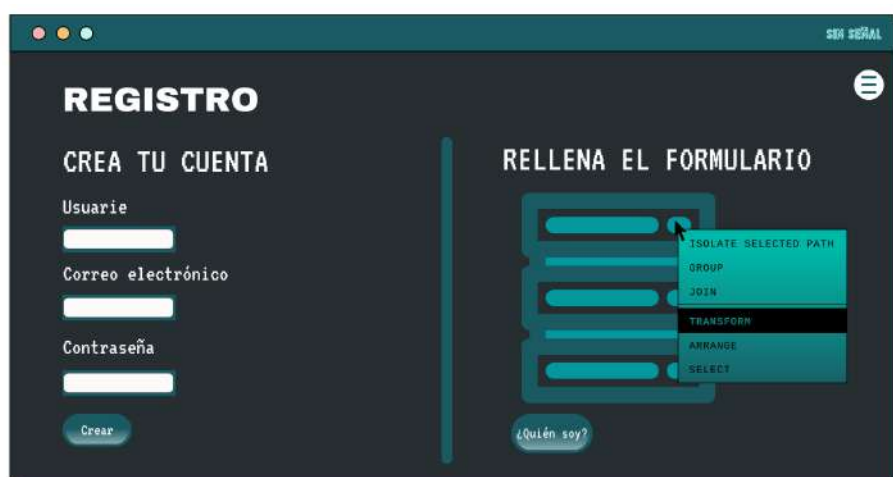 SIN SEÑAL
REGISTRO
CREA TU CUENTA
Usuarie
Correo electrónico
Contraseña
Crear
RELLENA EL FORMULARIO
ISOLATE SELECTED PATH
GROUP
JOIN
TRANSFORM
ARRANGE
SELECT
¿Quién soy?